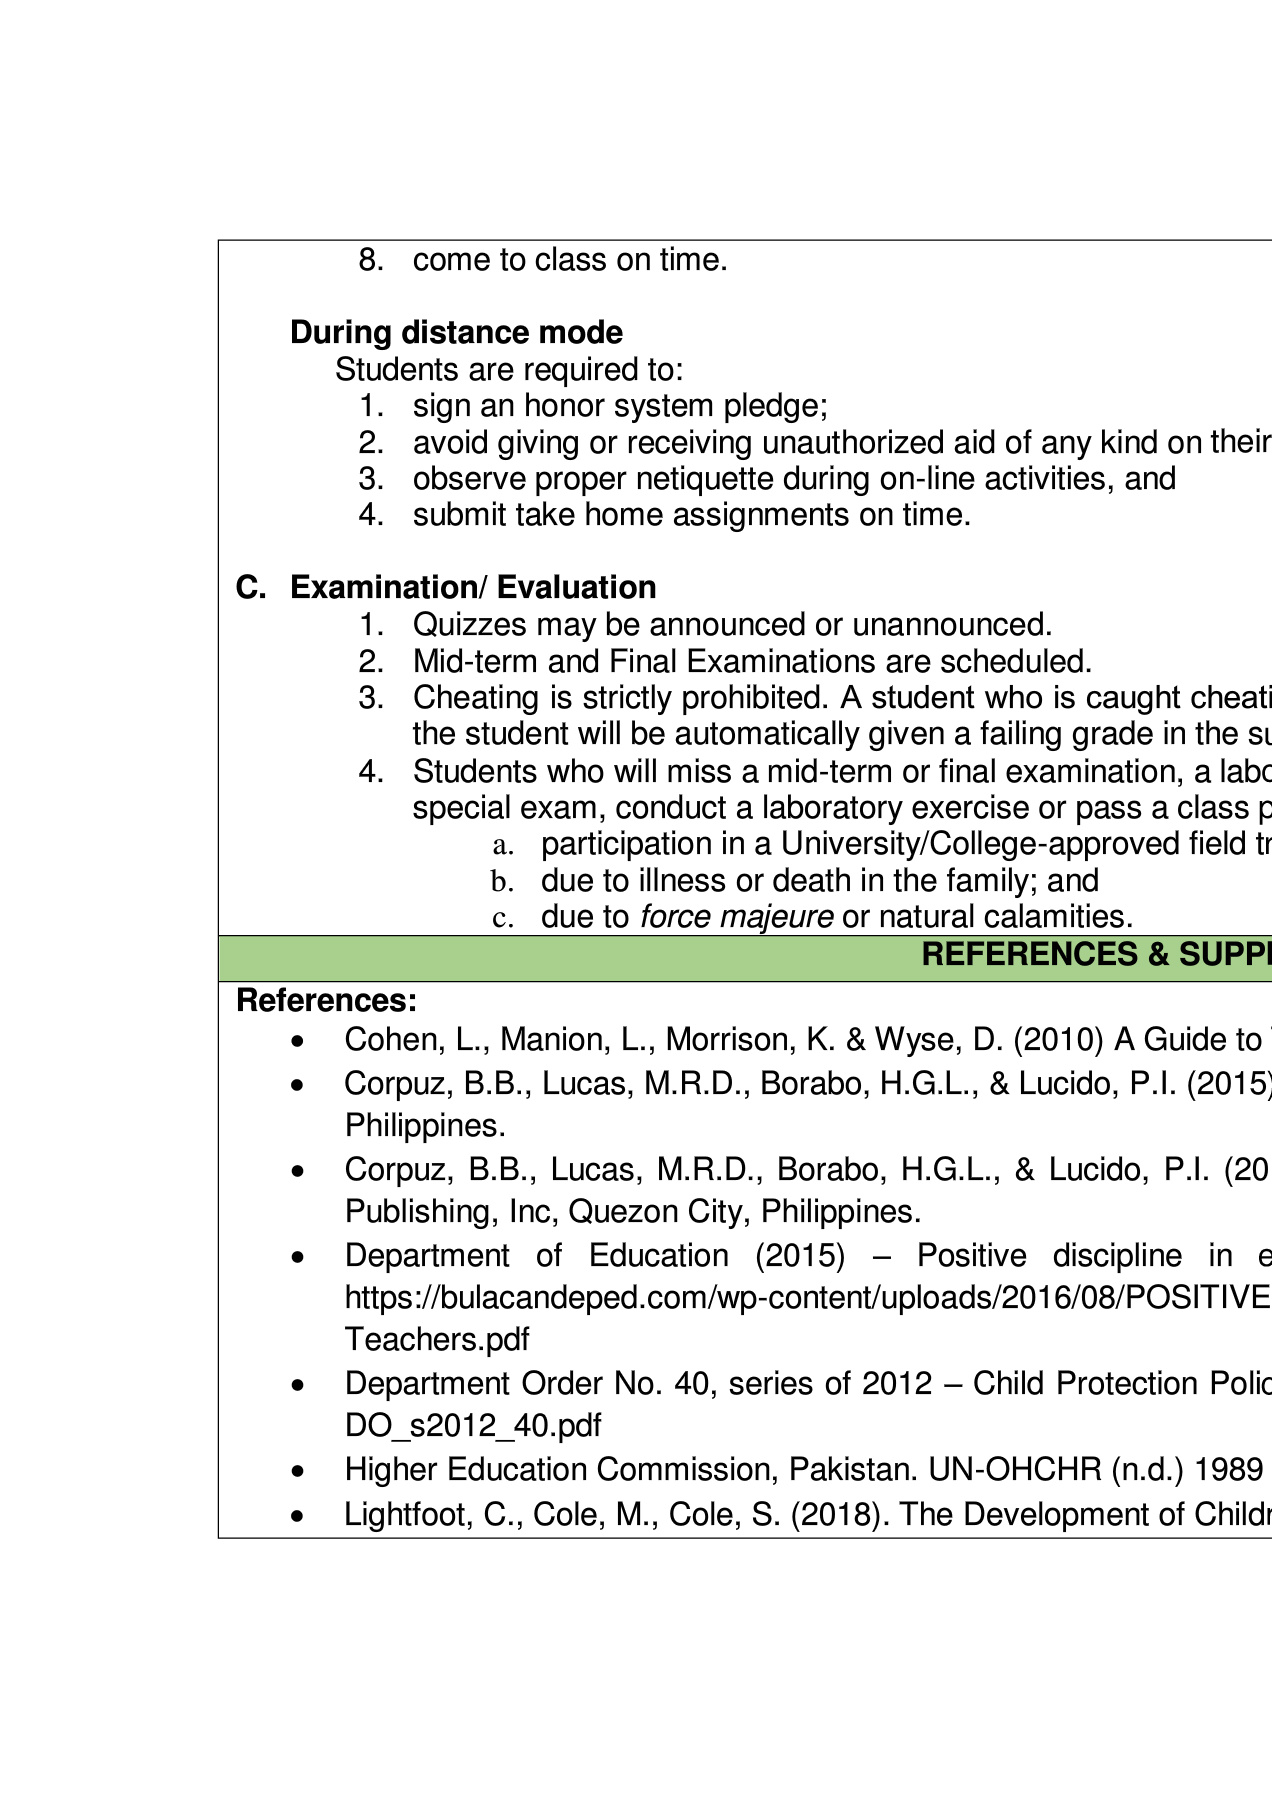 8. come to class on time.
During distance mode
Students are required to:
1. sign an honor system pledge;
2. avoid giving or receiving unauthorized aid of any kind on their
3. observe proper netiquette during on-line activities, and
4. submit take home assignments on time.
C. Examination/ Evaluation
1. Quizzes may be announced or unannounced.
2. Mid-term and Final Examinations are scheduled.
3. Cheating is strictly prohibited. A student who is caught cheati
the student will be automatically given a failing grade in the su
4. Students who will miss a mid-term or final examination, a labo
special exam, conduct a laboratory exercise or pass a class p
a. participation in a University/College-approved field tr
b. due to illness or death in the family; and
c. due to force majeure or natural calamities.
REFERENCES & SUPP
References:
• Cohen, L., Manion, L., Morrison, K. & Wyse, D. (2010) A Guide to
• Corpuz, B.B., Lucas, M.R.D., Borabo, H.G.L., & Lucido, P.I. (2015)
Philippines.
• Corpuz, B.B., Lucas, M.R.D., Borabo, H.G.L., & Lucido, P.I. (20
Publishing, Inc, Quezon City, Philippines.
• Department of Education (2015) – Positive discipline in e
https://bulacandeped.com/wp-content/uploads/2016/08/POSITIVE
Teachers.pdf
• Department Order No. 40, series of 2012 – Child Protection Polic
DO_s2012_40.pdf
• Higher Education Commission, Pakistan. UN-OHCHR (n.d.) 1989
• Lightfoot, C., Cole, M., Cole, S. (2018). The Development of Childr